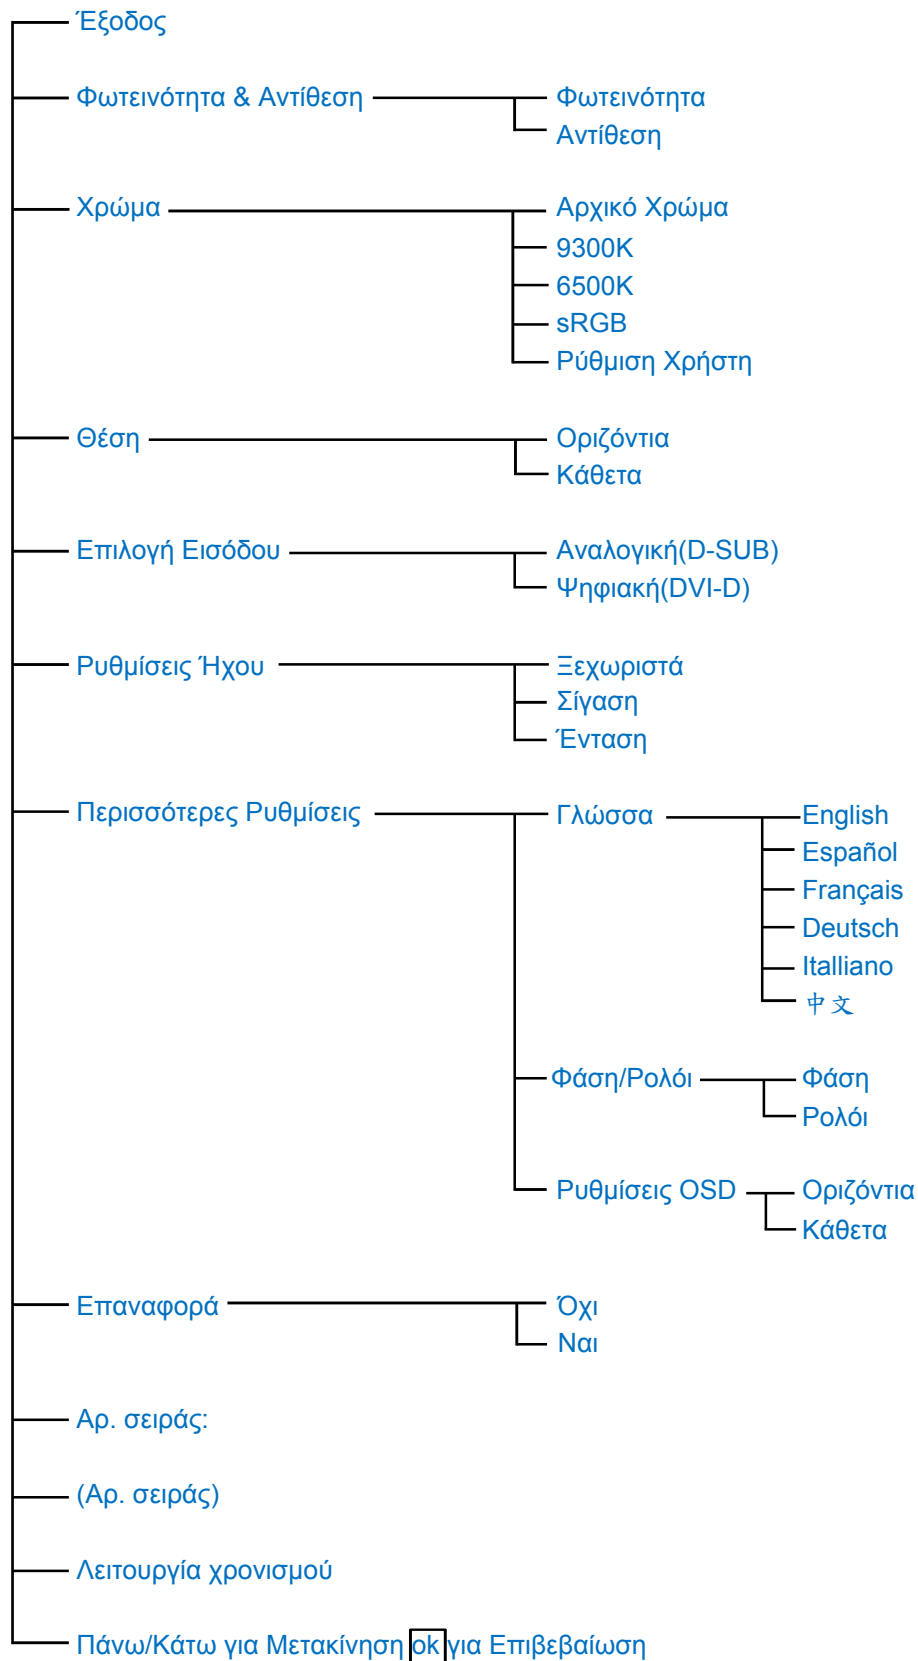 Έξοδος
Φωτεινότητα & Αντίθεση
Φωτεινότητα
Αντίθεση
Χρώμα
Αρχικό Χρώμα
9300K
6500K
sRGB
Ρύθμιση Χρήστη
Θέση
Οριζόντια
Κάθετα
Επιλογή Εισόδου
Αναλογική(D-SUB)
Ψηφιακή(DVI-D)
Ρυθμίσεις Ήχου
Ξεχωριστά
Σίγαση
Ένταση
Περισσότερες Ρυθμίσεις
Γλώσσα
English
Español
Français
Deutsch
Italliano
中文
Φάση/Ρολόι
Φάση
Ρολόι
Ρυθμίσεις OSD
Οριζόντια
Κάθετα
Επαναφορά
Όχι
Ναι
Αρ. σειράς:
(Αρ. σειράς)
Λειτουργία χρονισμού
Πάνω/Κάτω για Μετακίνηση ok για Επιβεβαίωση